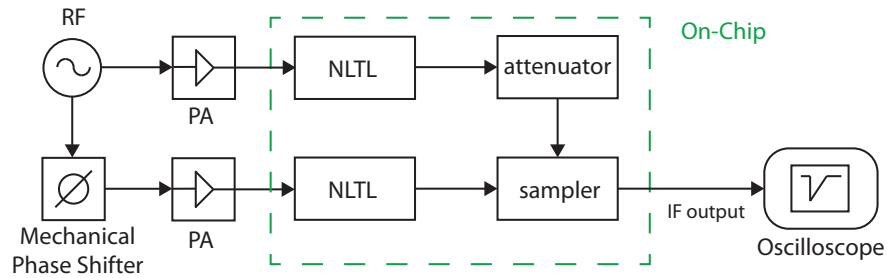 RF
On-Chip
NLTL
attenuator
PA
NLTL
sampler
IF output
Mechanical
Phase Shifter
PA
Oscilloscope